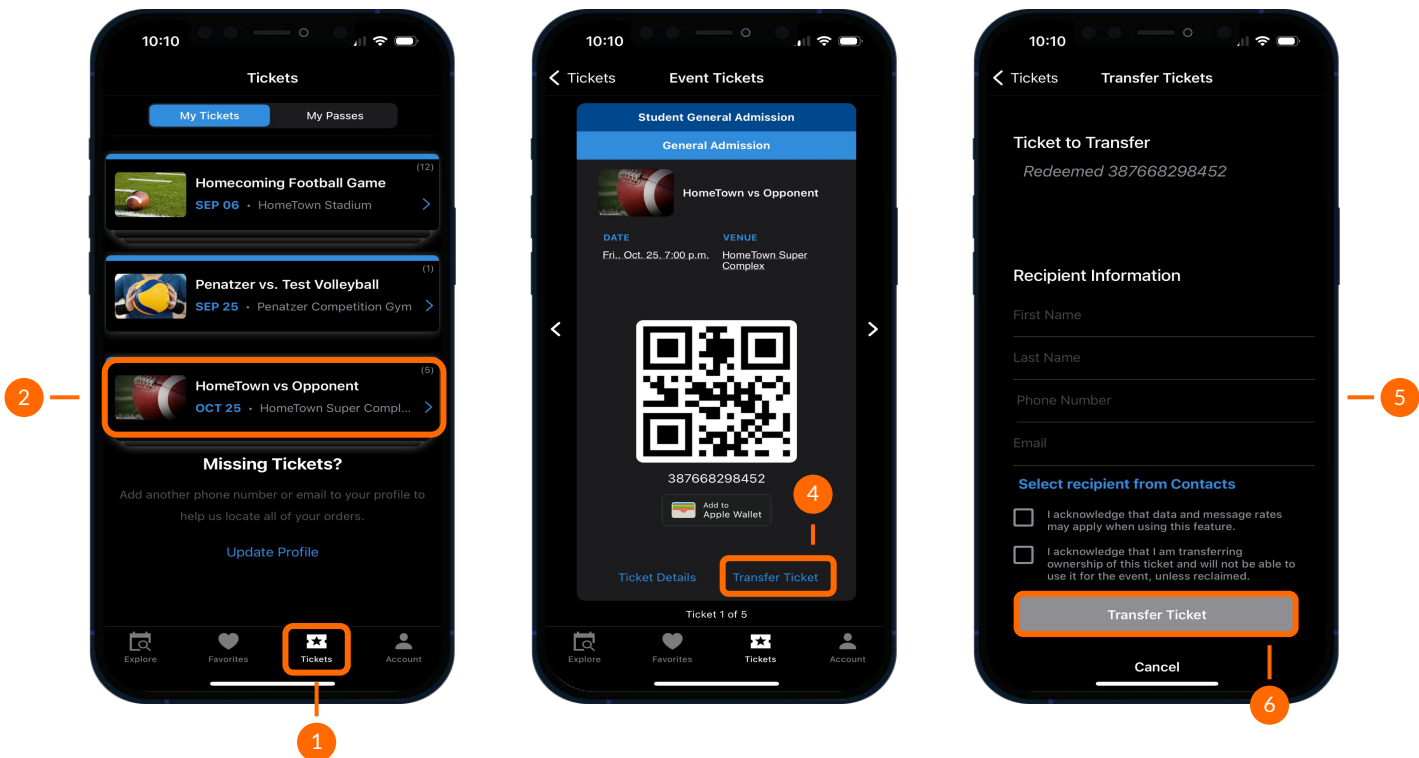 10:10
Tickets
My Tickets
My Passes
(12)
Homecoming Football Game
SEP 06 • HomeTown Stadium
(1)
Penatzer vs. Test Volleyball
SEP 25 • Penatzer Competition Gym
(5)
HomeTown vs Opponent
OCT 25 • HomeTown Super Compl...
2
Missing Tickets?
Add another phone number or email to your profile to
help us locate all of your orders.
Update Profile
Explore
Favorites
Tickets
Account
1
10:10
Tickets
Event Tickets
Student General Admission
General Admission
HomeTown vs Opponent
DATE
VENUE
Fri., Oct. 25, 7:00 p.m.
HomeTown Super
Complex
387668298452
4
Add to
Apple Wallet
Ticket Details
Transfer Ticket
Ticket 1 of 5
Explore
Favorites
Tickets
Account
10:10
Tickets
Transfer Tickets
Ticket to Transfer
Redeemed 387668298452
Recipient Information
First Name
Last Name
Phone Number
Email
5
Select recipient from Contacts
I acknowledge that data and message rates
may apply when using this feature.
I acknowledge that I am transferring
ownership of this ticket and will not be able to
use it for the event, unless reclaimed.
Transfer Ticket
Cancel
6